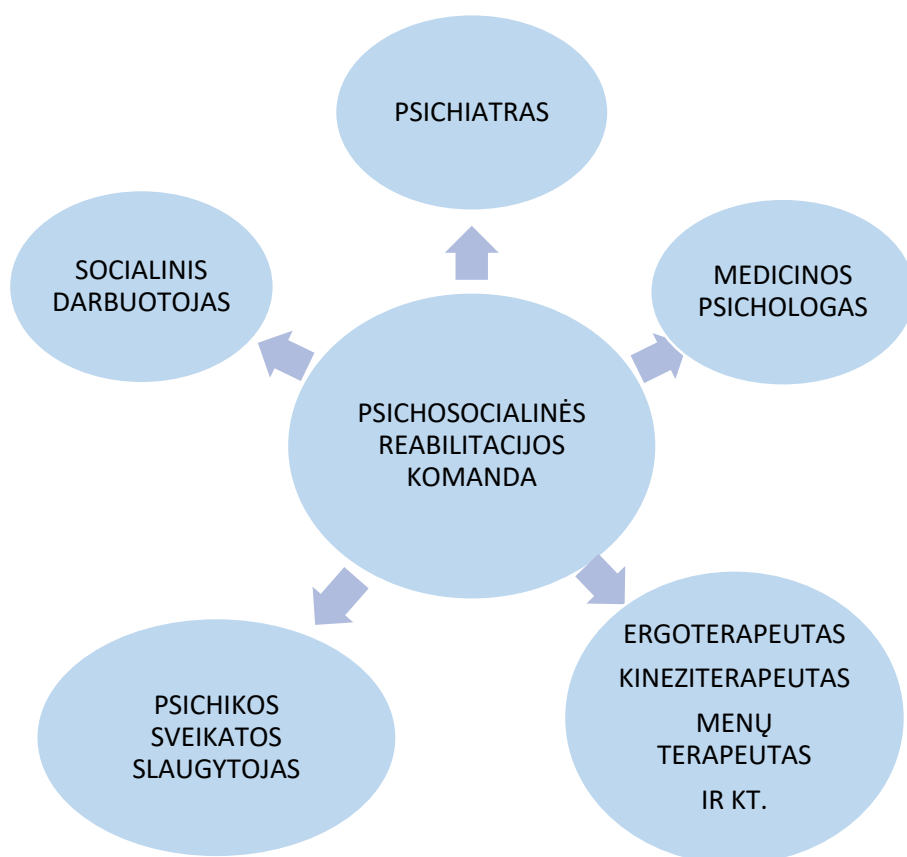 PSICHIATRAS
SOCIALINIS
DARBUOTOJAS
MEDICINOS
PSICHOLOGAS
PSICHOSOCIALINĖS
REABILITACIJOS
KOMANDA
PSICHIKOS
SVEIKATOS
SLAUGYTOJAS
ERGOTERAPEUTAS
KINEZITERAPEUTAS
MENŲ
TERAPEUTAS
IR KT.